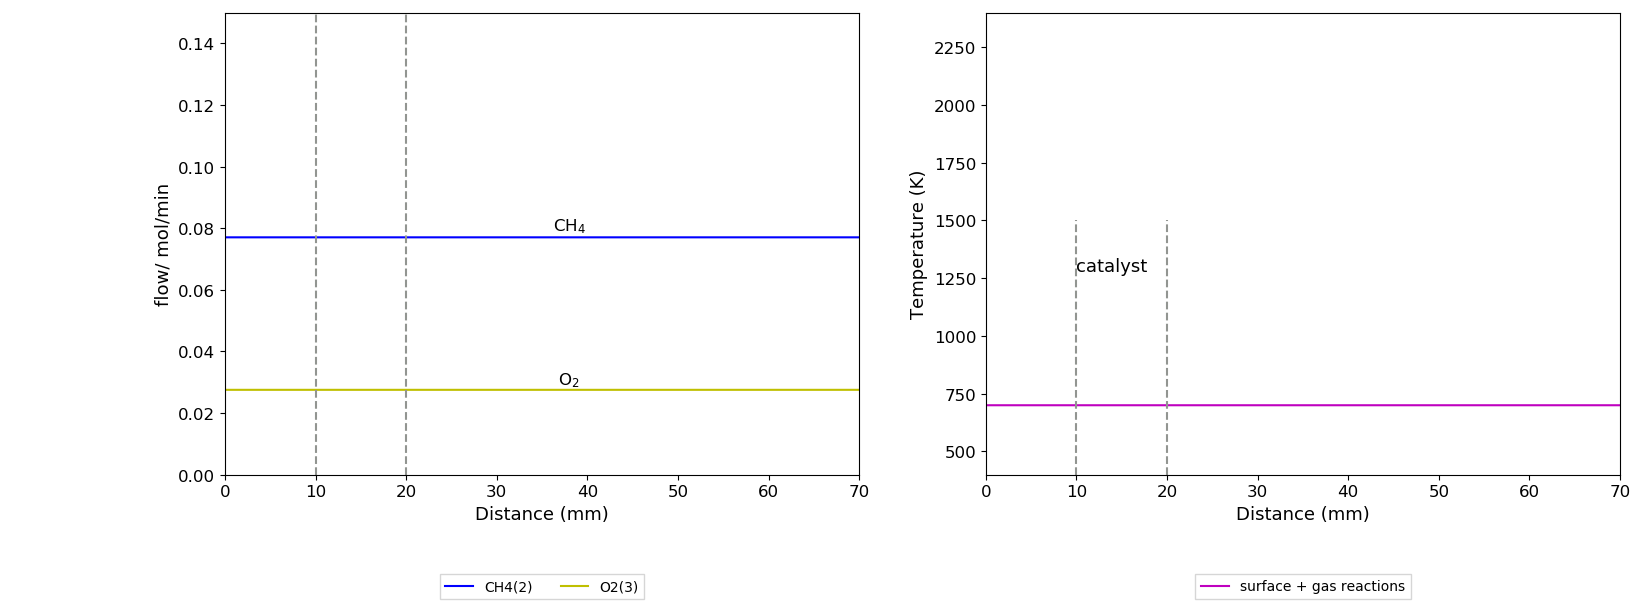 0.14
0.12
0.10
0.08
0.06
0.04
0.02
0.00
flow/ mol/min
CH₄
O₂
0 10 20 30 40 50 60 70
Distance (mm)
CH4(2) O2(3)
2250
2000
1750
1500
1250
1000
750
500
Temperature (K)
catalyst
0 10 20 30 40 50 60 70
Distance (mm)
surface + gas reactions